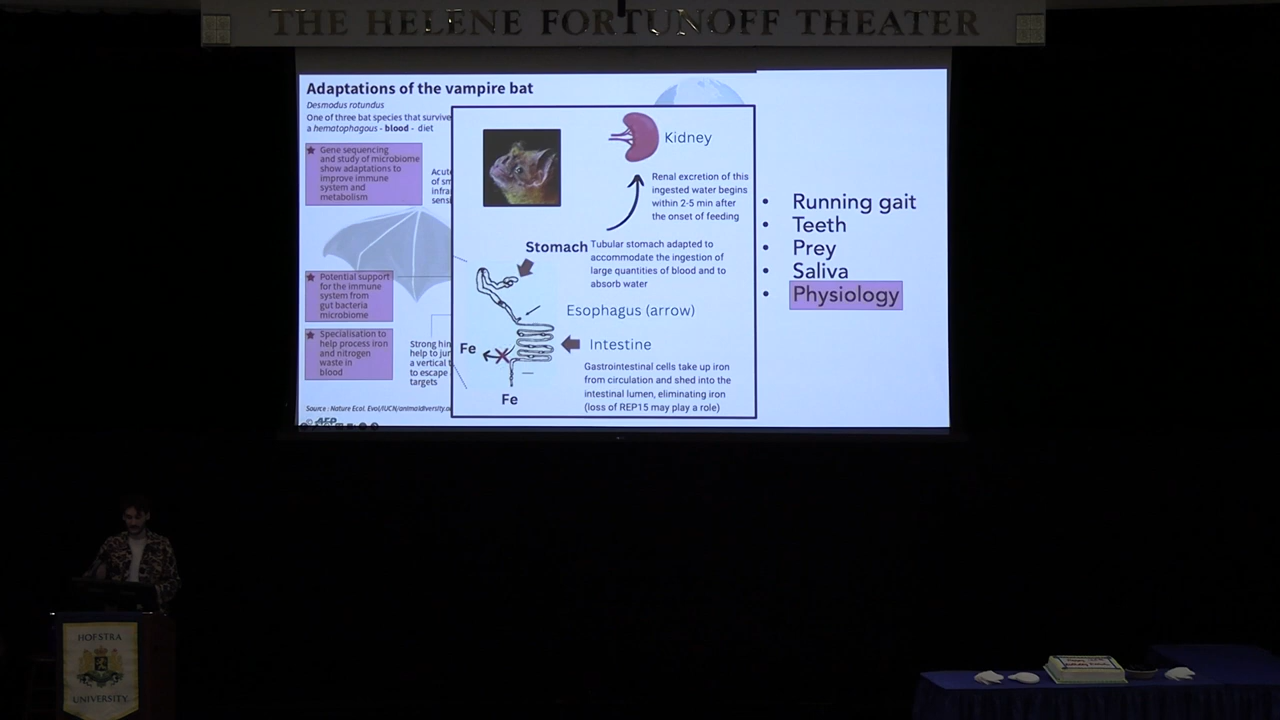 THE HELENE FORTUNOFF THEATER
Adaptations of the vampire bat
Desmodus rotundus
One of three bat species that survive
a hematophagous - blood - diet
Gene sequencing
and study of microbiome
show adaptations to
improve immune
system and
metabolism
Acute
of sm
infra
sensi
Potential support
for the immune
system from
gut bacteria
microbiome
Specialisation to
help process iron
and nitrogen
waste in
blood
Strong hin
help to jum
a vertical t
to escape
targets
Source : Nature Ecol. Evol/IUCN/animaldiversity.o
© AFP
Kidney
Renal excretion of this
ingested water begins
within 2-5 min after
the onset of feeding
Stomach
Tubular stomach adapted to
accommodate the ingestion of
large quantities of blood and to
absorb water
Esophagus (arrow)
Fe
Intestine
Gastrointestinal cells take up iron
from circulation and shed into the
intestinal lumen, eliminating iron
(loss of REP15 may play a role)
Fe
• Running gait
• Teeth
• Prey
• Saliva
• Physiology
HOFSTRA
UNIVERSITY